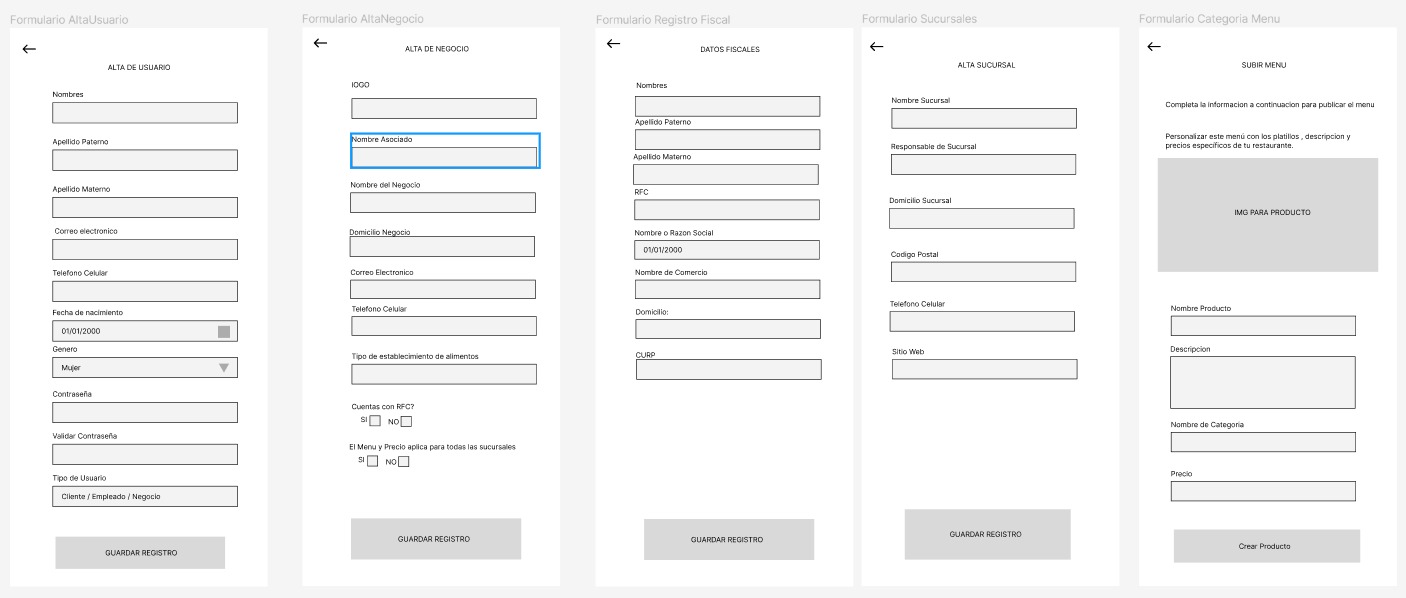 Formulario AltaUsuario
ALTA DE USUARIO
Nombres
Apellido Paterno
Apellido Materno
Correo electronico
Telefono Celular
Fecha de nacimiento
01/01/2000
Genero
Mujer
Contraseña
Validar Contraseña
Tipo de Usuario
Cliente / Empleado / Negocio
GUARDAR REGISTRO
Formulario AltaNegocio
ALTA DE NEGOCIO
lOGO
Nombre Asociado
Nombre del Negocio
Domicilio Negocio
Correo Electronico
Telefono Celular
Tipo de establecimiento de alimentos
Cuentas con RFC?
SI NO
El Menu y Precio aplica para todas las sucursales
SI NO
GUARDAR REGISTRO
Formulario Registro Fiscal
DATOS FISCALES
Nombres
Apellido Paterno
Apellido Materno
RFC
Nombre o Razon Social
01/01/2000
Nombre de Comercio
Domicilio:
CURP
GUARDAR REGISTRO
Formulario Sucursales
ALTA SUCURSAL
Nombre Sucursal
Responsable de Sucursal
Domicilio Sucursal
Codigo Postal
Telefono Celular
Sitio Web
GUARDAR REGISTRO
Formulario Categoria Menu
SUBIR MENU
Completa la informacion a continuacion para publicar el menu
Personalizar este menú con los platillos , descripcion y
precios específicos de tu restaurante.
IMG PARA PRODUCTO
Nombre Producto
Descripcion
Nombre de Categoria
Precio
Crear Producto